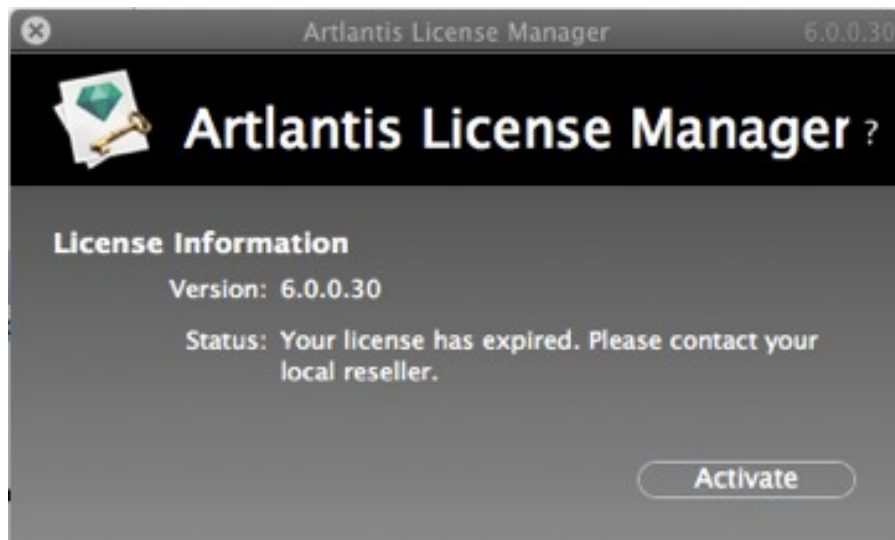 Artlantis License Manager 6.0.0.30
Artlantis License Manager ?
License Information
Version: 6.0.0.30
Status: Your license has expired. Please contact your
local reseller.
Activate